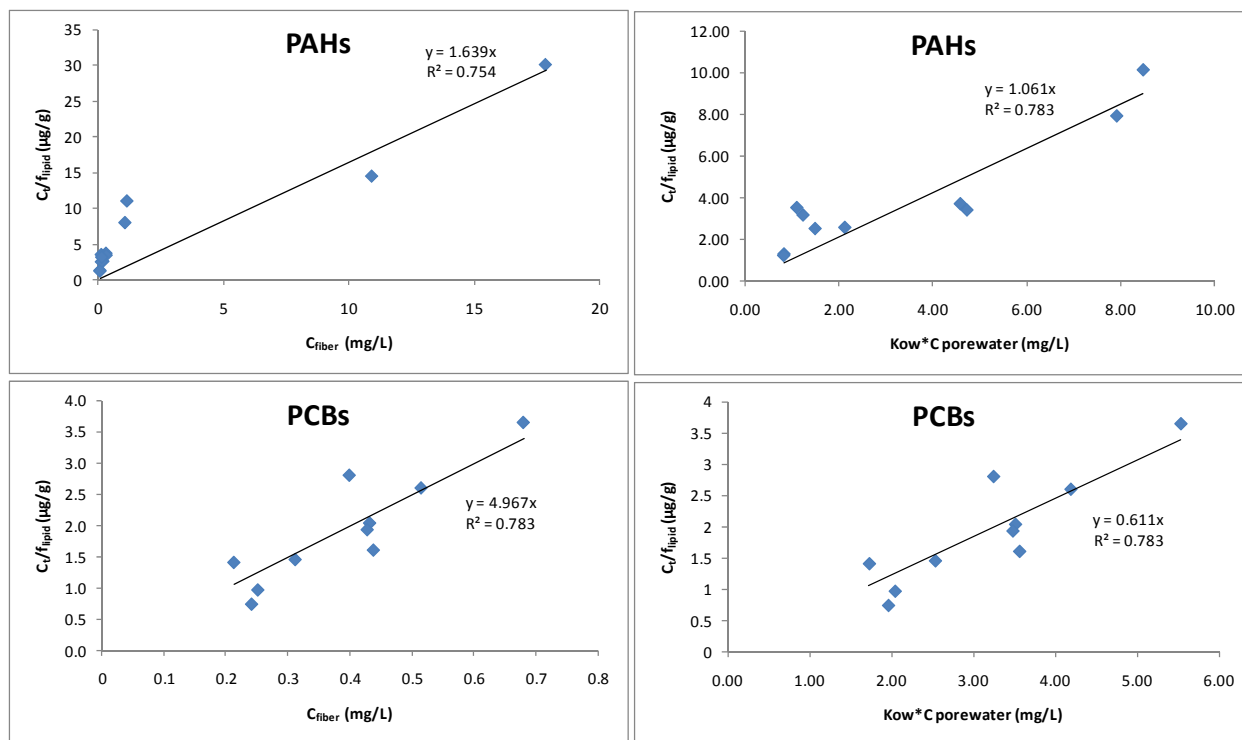 PAHs
y = 1.639x
R² = 0.754
35
30
25
20
15
10
5
0
Ct/flipid (µg/g)
0 5 10 15 20
Cfiber (mg/L)
PAHs
y = 1.061x
R² = 0.783
12.00
10.00
8.00
6.00
4.00
2.00
0.00
Ct/flipid (µg/g)
0.00 2.00 4.00 6.00 8.00 10.00
Kow*C porewater (mg/L)
PCBs
y = 4.967x
R² = 0.783
4.0
3.5
3.0
2.5
2.0
1.5
1.0
0.5
0.0
Ct/flipid (µg/g)
0 0.1 0.2 0.3 0.4 0.5 0.6 0.7 0.8
Cfiber (mg/L)
PCBs
y = 0.611x
R² = 0.783
4
3.5
3
2.5
2
1.5
1
0.5
0
Ct/flipid (µg/g)
0.00 1.00 2.00 3.00 4.00 5.00 6.00
Kow*C porewater (mg/L)